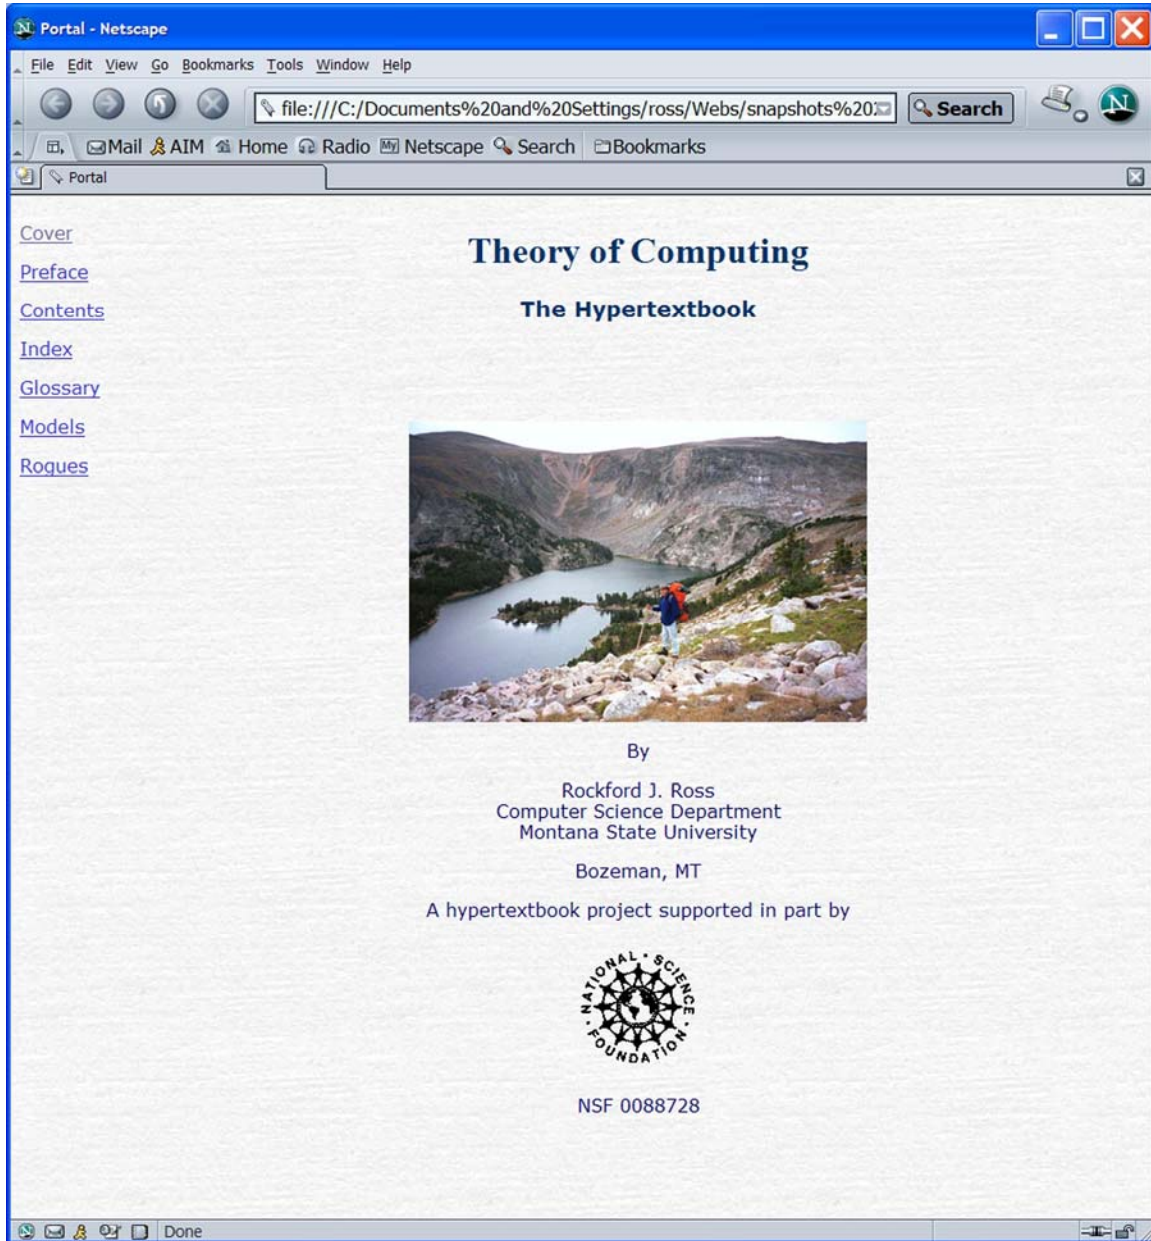 Portal - Netscape
File Edit View Go Bookmarks Tools Window Help
file:///C:/Documents%20and%20Settings/ross/Webs/snapshots%20 Search N
Mail AIM Home Radio My Netscape Search Bookmarks
Portal
Cover
Preface
Contents
Index
Glossary
Models
Rogues
Theory of Computing
The Hypertextbook
By
Rockford J. Ross
Computer Science Department
Montana State University
Bozeman, MT
A hypertextbook project supported in part by
NATIONAL · SCIENCE · FOUNDATION ·
NSF 0088728
Done